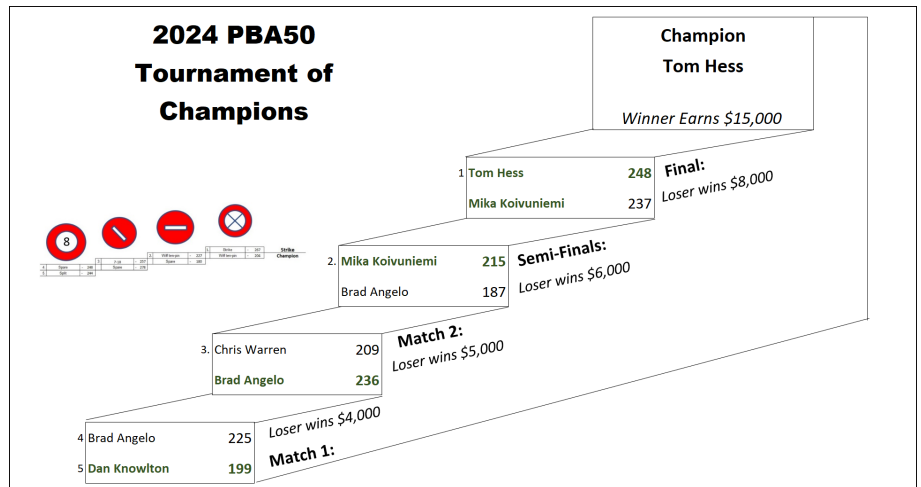 2024 PBA50
Tournament of
Champions
Champion
Tom Hess
Winner Earns $15,000
1 Tom Hess 248
Mika Koivuniemi 237
Final:
Loser wins $8,000
2. Mika Koivuniemi 215
Brad Angelo 187
Semi-Finals:
Loser wins $6,000
3. Chris Warren 209
Brad Angelo 236
Match 2:
Loser wins $5,000
4 Brad Angelo 225
5 Dan Knowlton 199
Loser wins $4,000
Match 1:
8
Strike
Champion